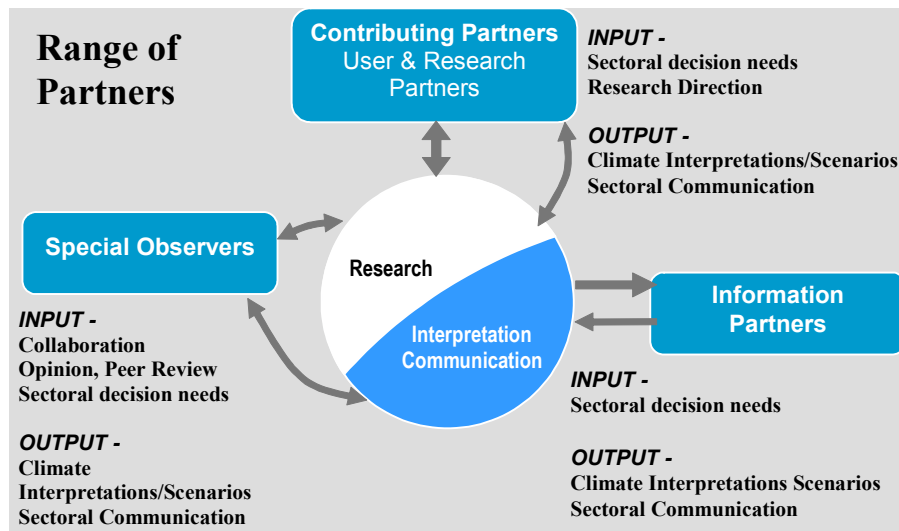 Range of
Partners
Contributing Partners
User & Research
Partners
INPUT -
Sectoral decision needs
Research Direction
OUTPUT -
Climate Interpretations/Scenarios
Sectoral Communication
Special Observers
INPUT -
Collaboration
Opinion, Peer Review
Sectoral decision needs
OUTPUT -
Climate
Interpretations/Scenarios
Sectoral Communication
Research
Interpretation
Communication
Information
Partners
INPUT -
Sectoral decision needs
OUTPUT -
Climate Interpretations Scenarios
Sectoral Communication